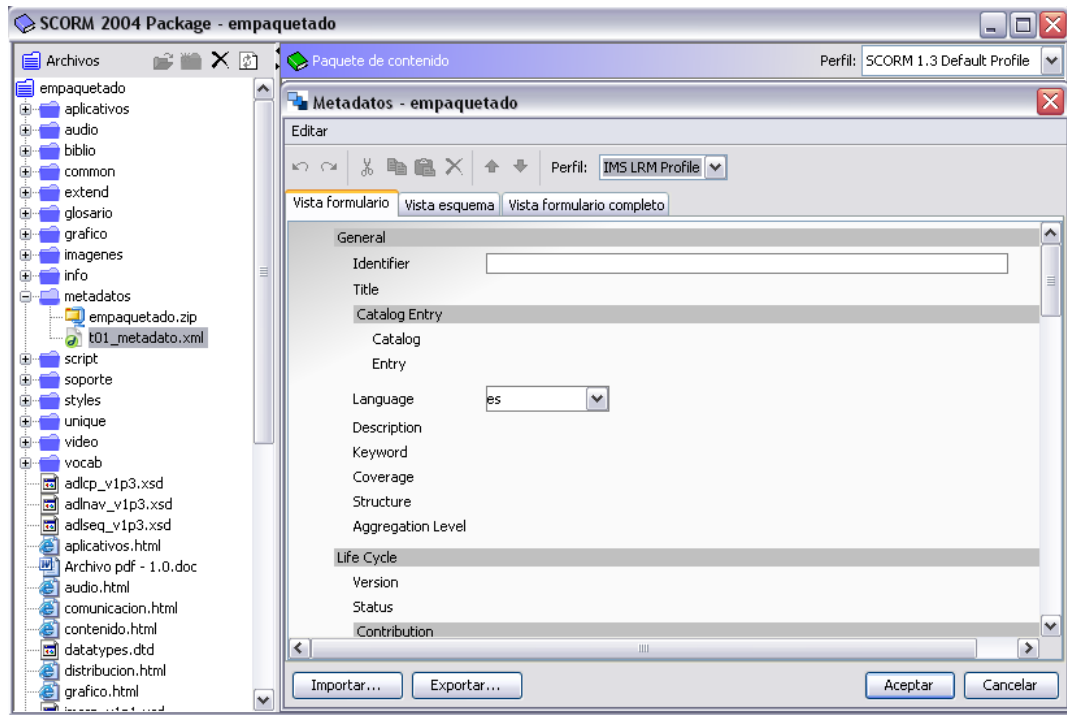 SCORM 2004 Package - empaquetado
Archivos
Paquete de contenido
Perfil: SCORM 1.3 Default Profile
empaquetado
aplicativos
audio
biblio
common
extend
glosario
grafico
imagenes
info
metadatos
empaquetado.zip
t01_metadato.xml
script
soporte
styles
unique
video
vocab
adlcp_v1p3.xsd
adlnav_v1p3.xsd
adlseq_v1p3.xsd
aplicativos.html
Archivo pdf - 1.0.doc
audio.html
comunicacion.html
contenido.html
datatypes.dtd
distribucion.html
grafico.html
Metadatos - empaquetado
Editar
Perfil: IMS LRM Profile
Vista formulario Vista esquema Vista formulario completo
General
Identifier
Title
Catalog Entry
Catalog
Entry
Language es
Description
Keyword
Coverage
Structure
Aggregation Level
Life Cycle
Version
Status
Contribution
Importar... Exportar... Aceptar Cancelar